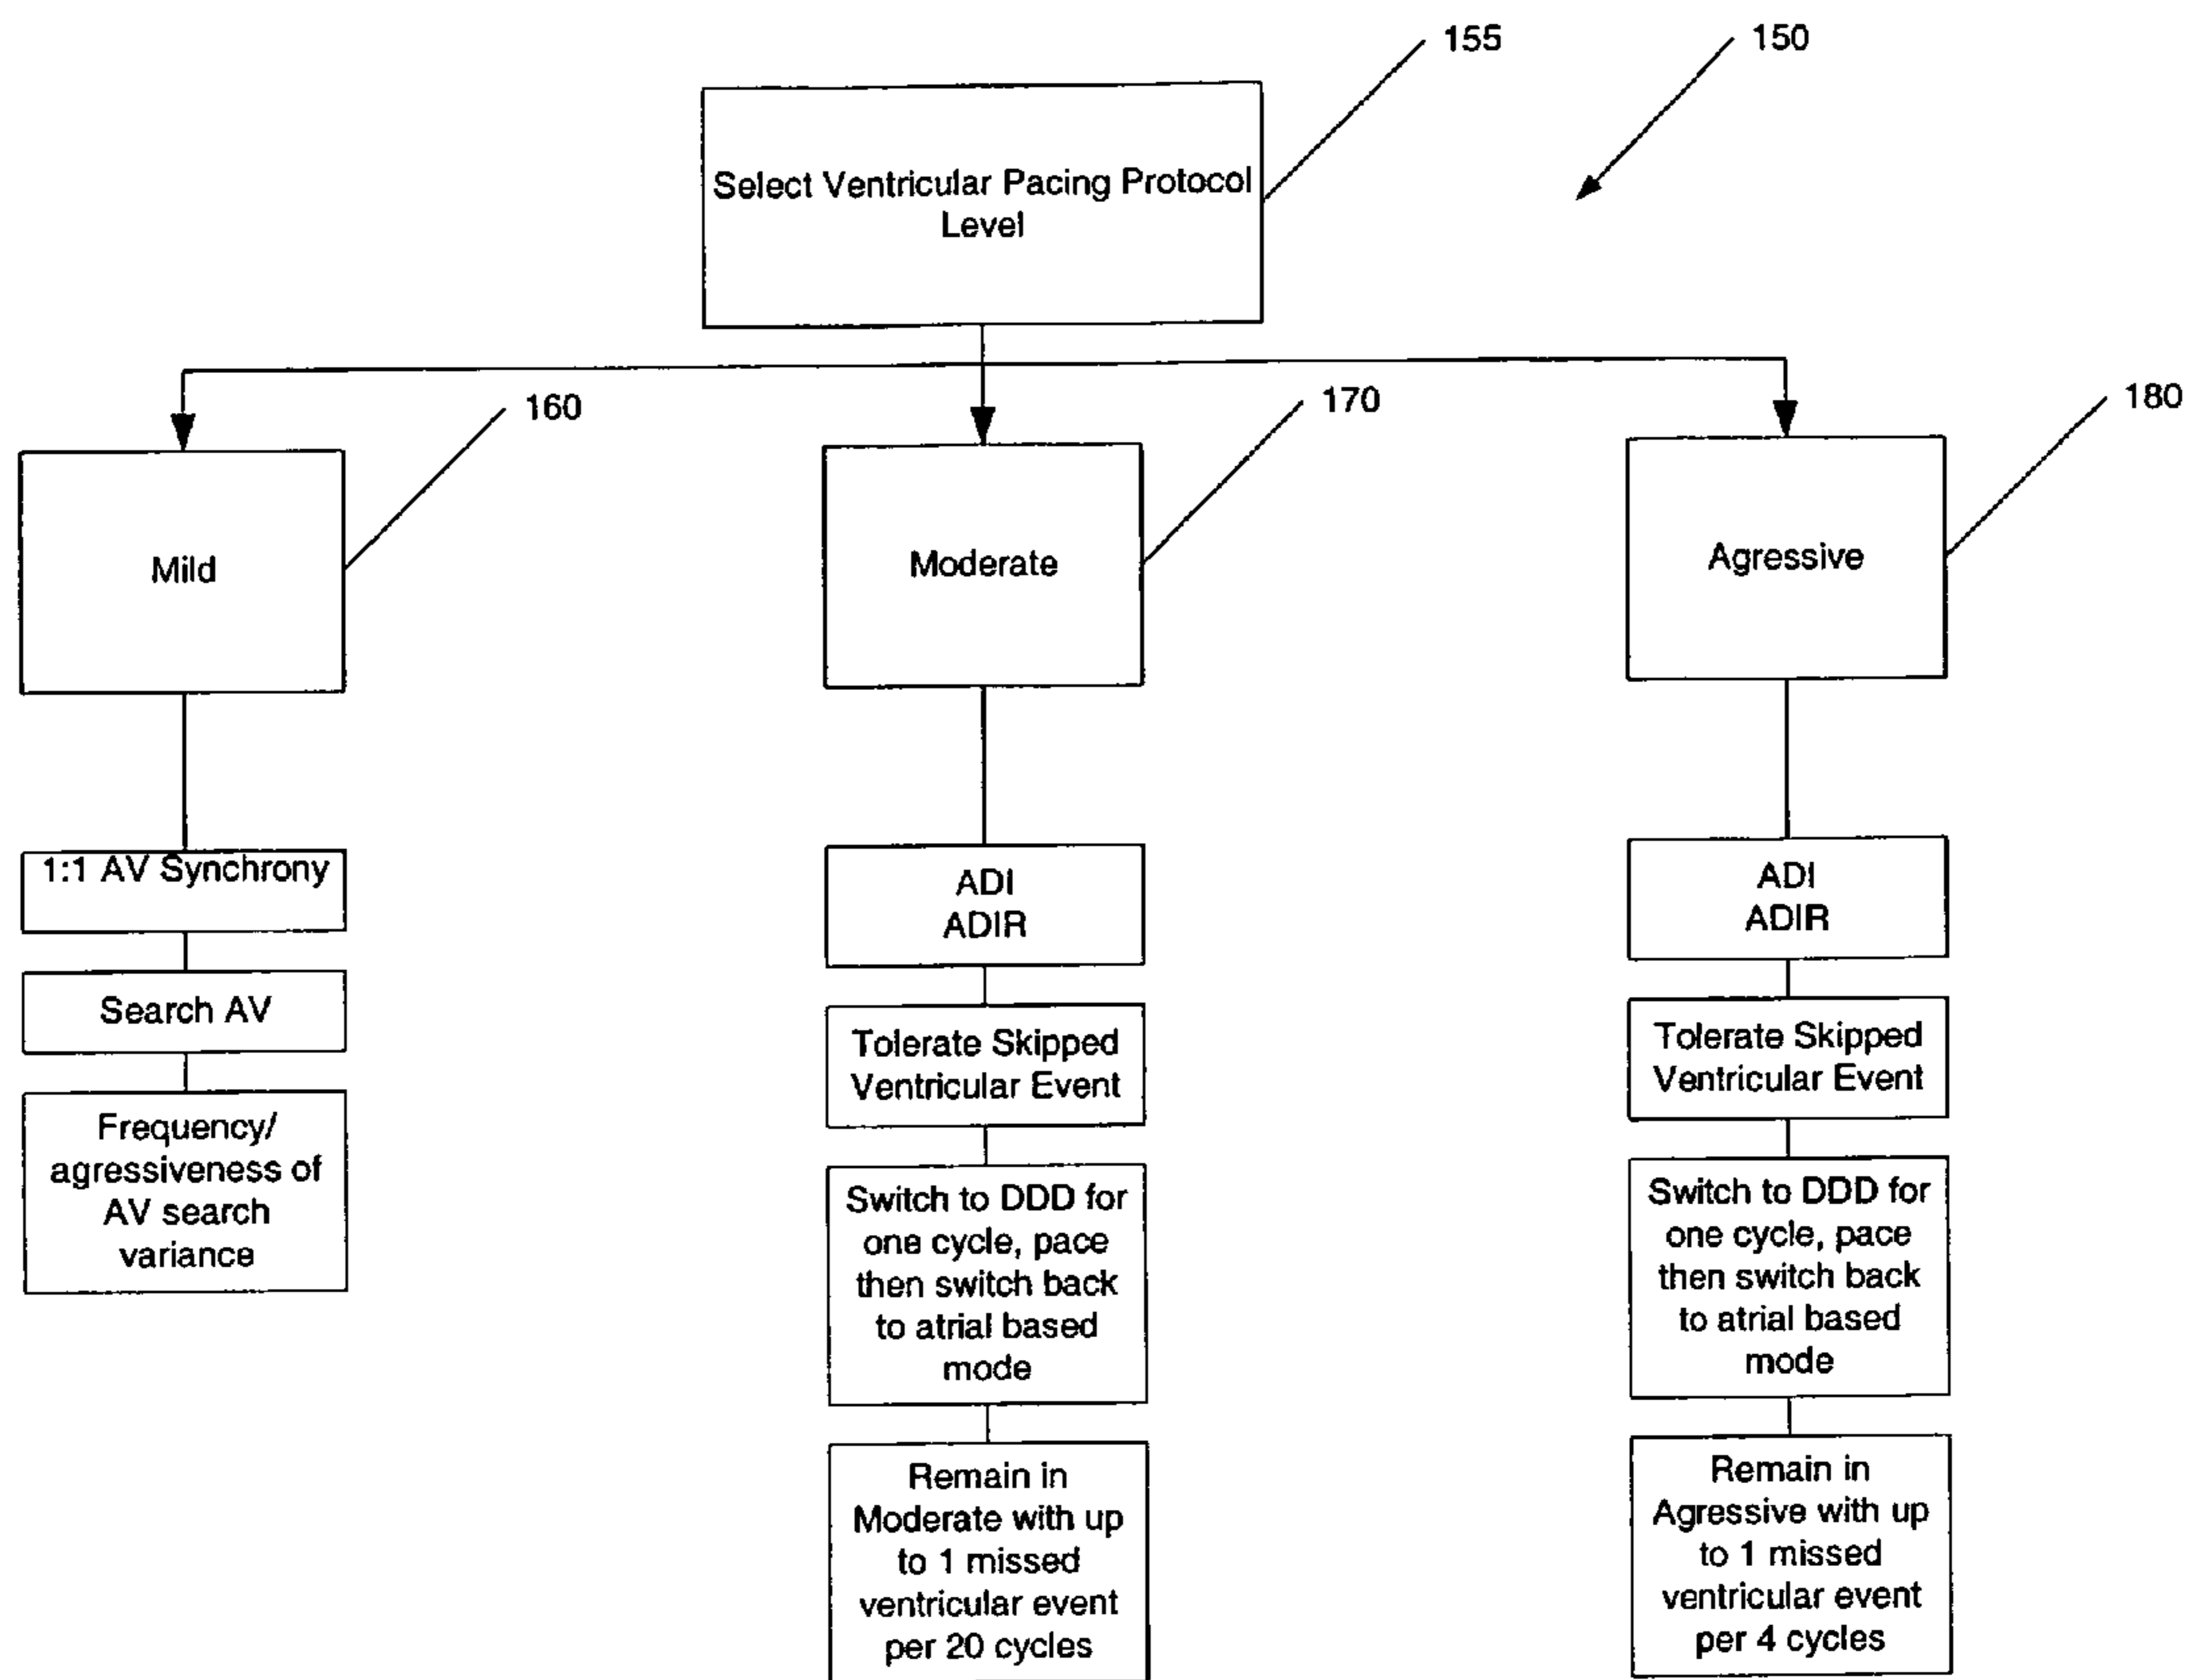 155
150
Select Ventricular Pacing Protocol
Level
160
170
180
Mild
Moderate
Agressive
1:1 AV Synchrony
Search AV
Frequency/
agressiveness of
AV search
variance
ADI
ADIR
Tolerate Skipped
Ventricular Event
Switch to DDD for
one cycle, pace
then switch back
to atrial based
mode
Remain in
Moderate with up
to 1 missed
ventricular event
per 20 cycles
ADI
ADIR
Tolerate Skipped
Ventricular Event
Switch to DDD for
one cycle, pace
then switch back
to atrial based
mode
Remain in
Agressive with up
to 1 missed
ventricular event
per 4 cycles